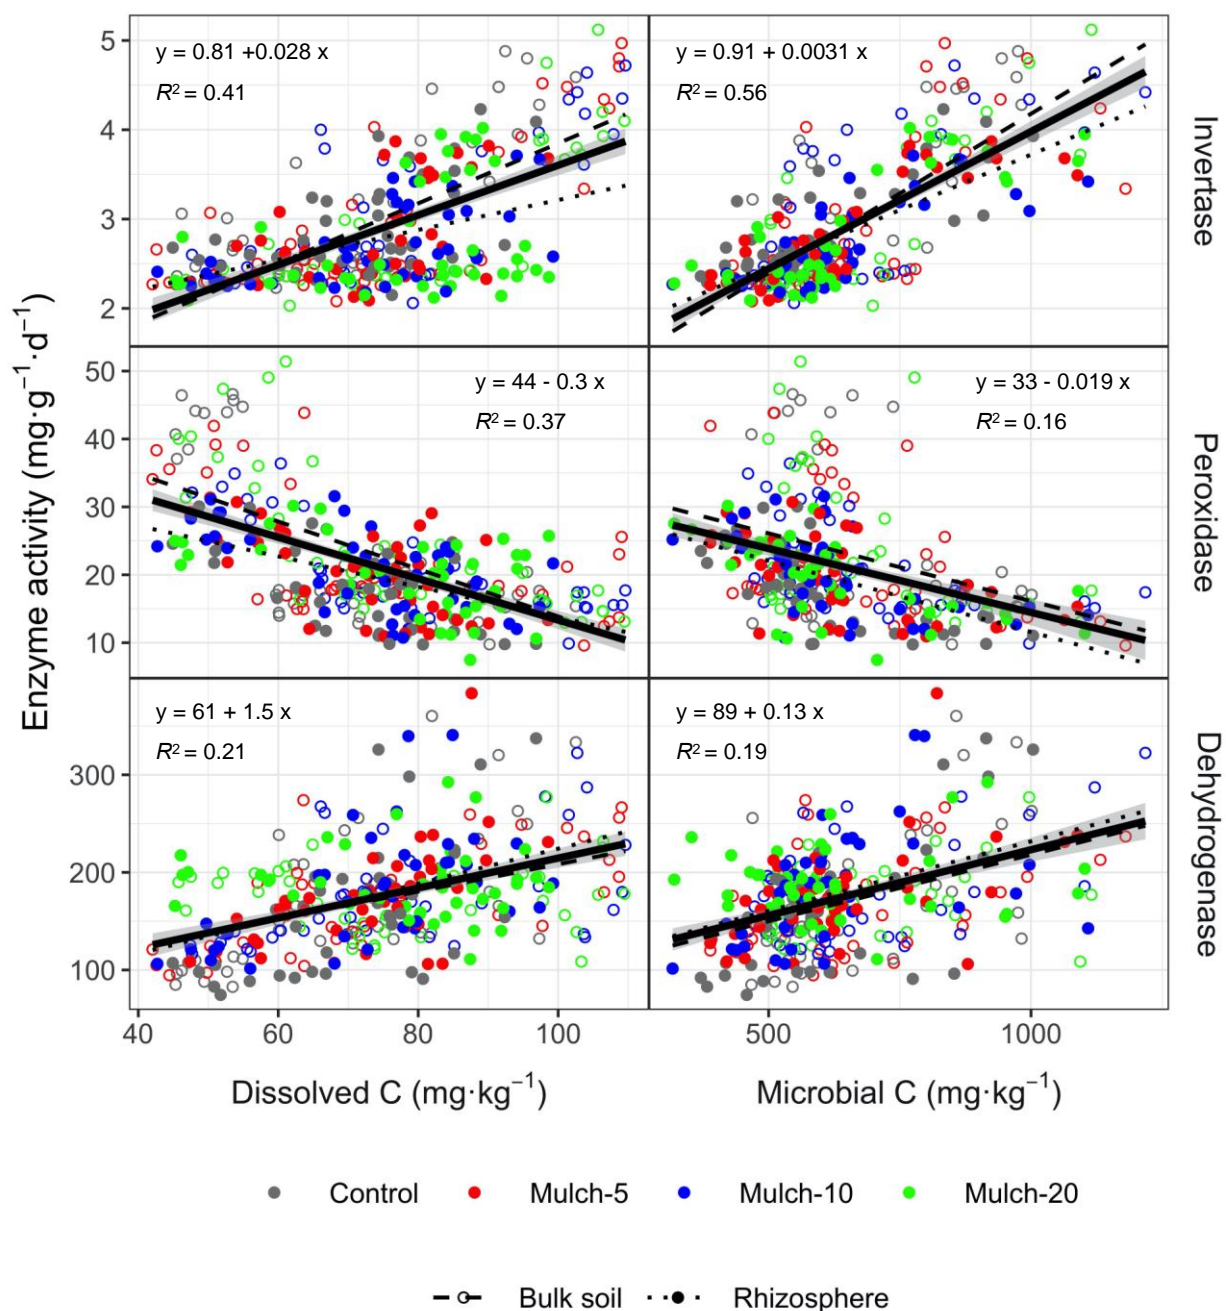 y = 0.81 +0.028 x
R² = 0.41
y = 0.91 + 0.0031 x
R² = 0.56
5
4
3
2
Invertase
y = 44 - 0.3 x
R² = 0.37
y = 33 - 0.019 x
R² = 0.16
50
40
30
20
10
Peroxidase
Enzyme activity (mg·g⁻¹·d⁻¹)
y = 61 + 1.5 x
R² = 0.21
y = 89 + 0.13 x
R² = 0.19
300
200
100
Dehydrogenase
40 60 80 100 500 1000
Dissolved C (mg·kg⁻¹) Microbial C (mg·kg⁻¹)
Control Mulch-5 Mulch-10 Mulch-20
Bulk soil Rhizosphere